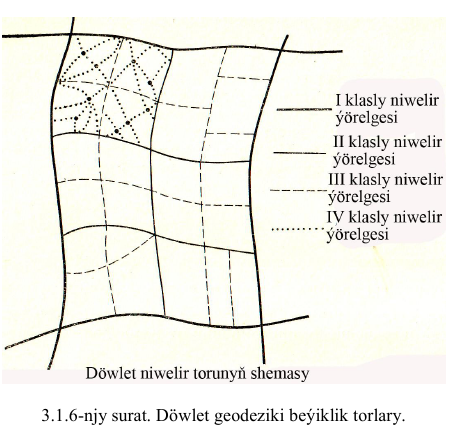 I klasly niwelir
ýörelgesi
II klasly niwelir
ýörelgesi
III klasly niwelir
ýörelgesi
IV klasly niwelir
ýörelgesi
Döwlet niwelir torunyň shemasy
3.1.6-njy surat. Döwlet geodeziki beýiklik torlary.